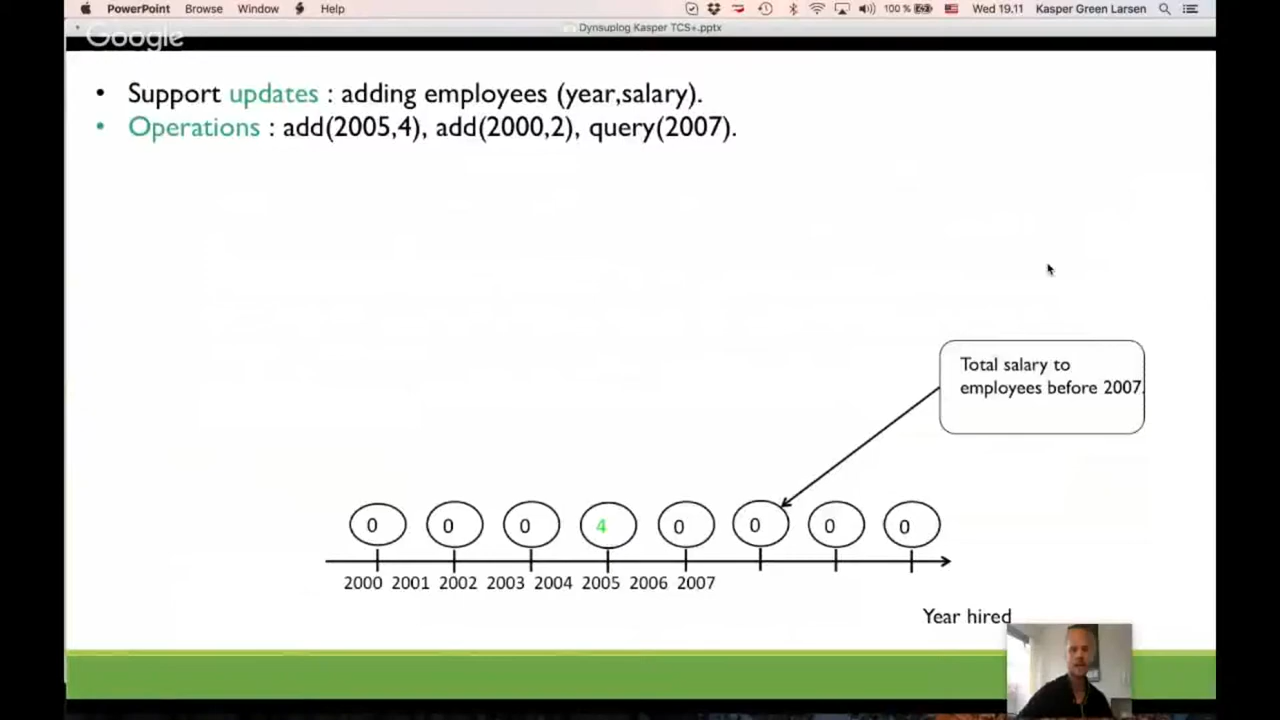 PowerPoint Browse Window Help 100 % Wed 19.11 Kasper Green Larsen
Dynsuplog Kasper TCS+.pptx
Google
• Support updates : adding employees (year,salary).
• Operations : add(2005,4), add(2000,2), query(2007).
Total salary to
employees before 2007.
0 0 0 4 0 0 0 0
2000 2001 2002 2003 2004 2005 2006 2007
Year hired